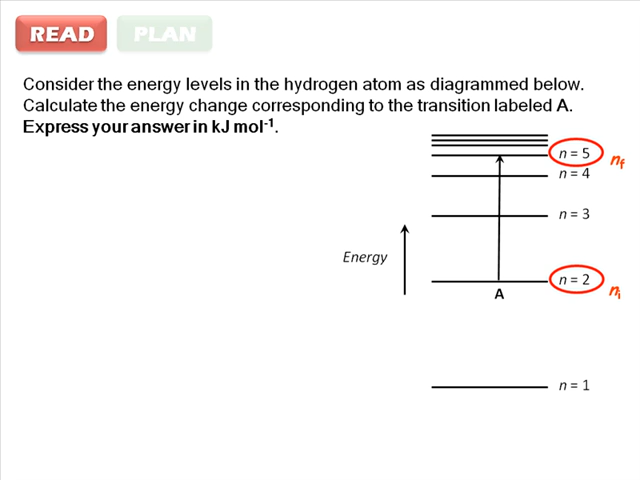 READ
PLAN
Consider the energy levels in the hydrogen atom as diagrammed below.
Calculate the energy change corresponding to the transition labeled A.
Express your answer in kJ mol-1.
n = 5
nf
n = 4
n = 3
Energy
n = 2
ni
A
n = 1